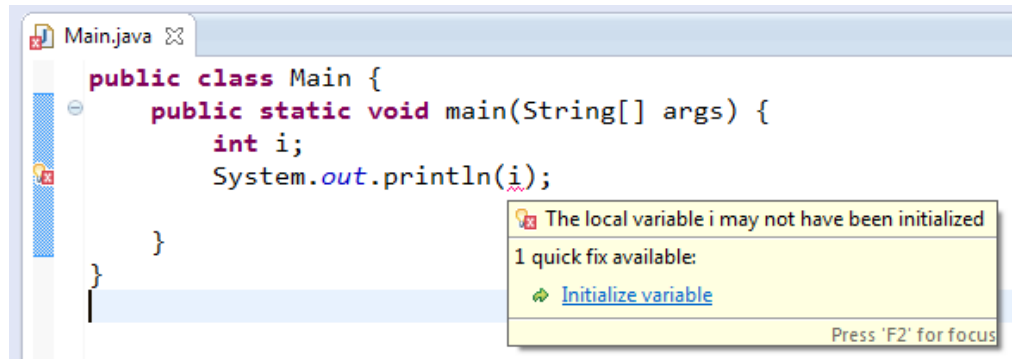 Main.java
public class Main {
public static void main(String[] args) {
int i;
System.out.println(i);
The local variable i may not have been initialized
}
1 quick fix available:
}
Initialize variable
Press 'F2' for focus